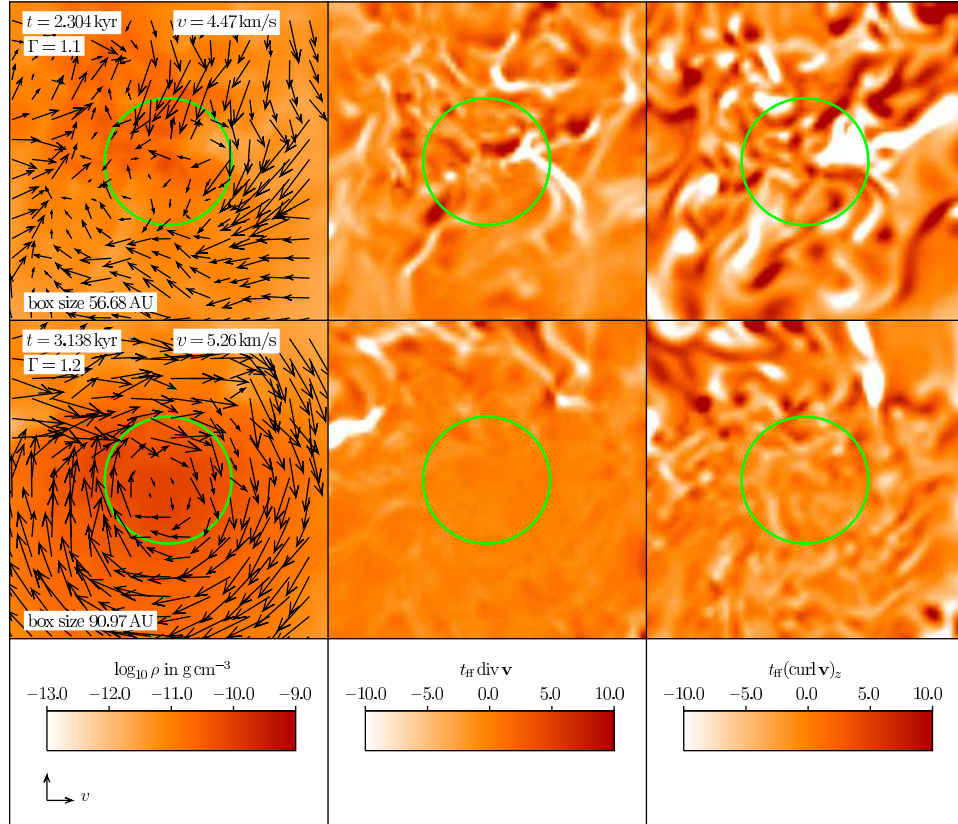 t = 2.304 kyr v = 4.47 km/s
Γ = 1.1
box size 56.68 AU
t = 3.138 kyr v = 5.26 km/s
Γ = 1.2
box size 90.97 AU
log₁₀ ρ in g cm⁻³ t_ff div v t_ff (curl v)_z
−13.0 −12.0 −11.0 −10.0 −9.0 −10.0 −5.0 0.0 5.0 10.0 −10.0 −5.0 0.0 5.0 10.0
v